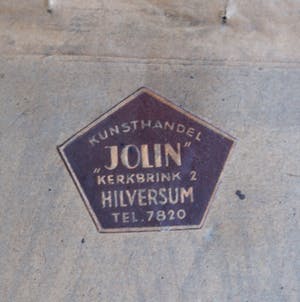 KUNSTHANDEL
„JOLIN"
KERKBRINK 2
HILVERSUM
TEL. 7820